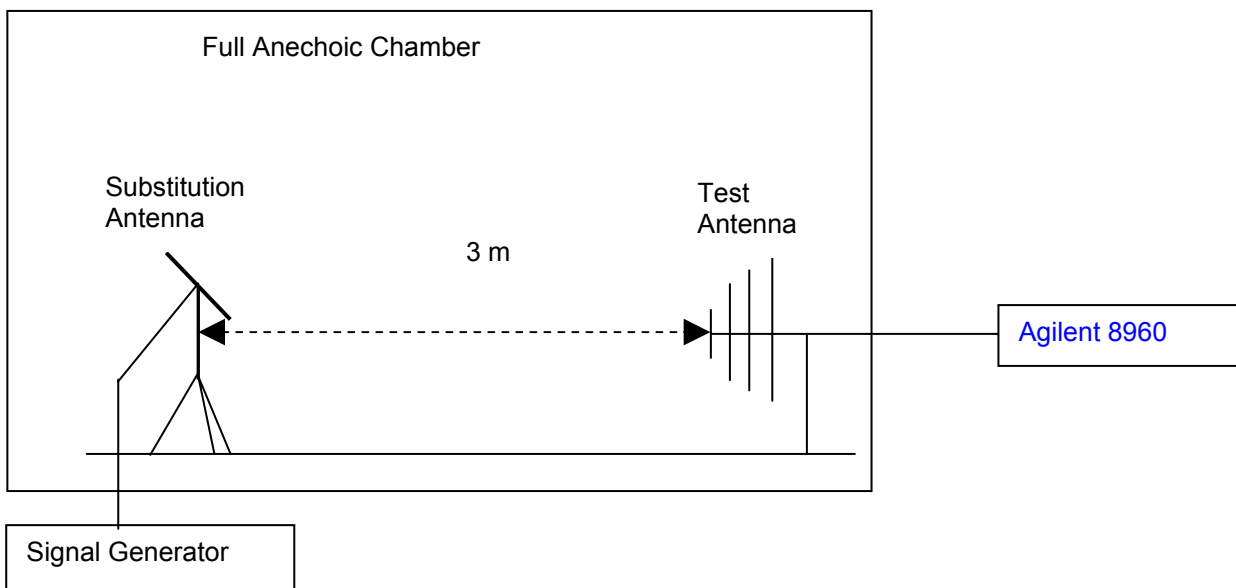 Full Anechoic Chamber
Substitution
Antenna
Test
Antenna
3 m
Agilent 8960
Signal Generator